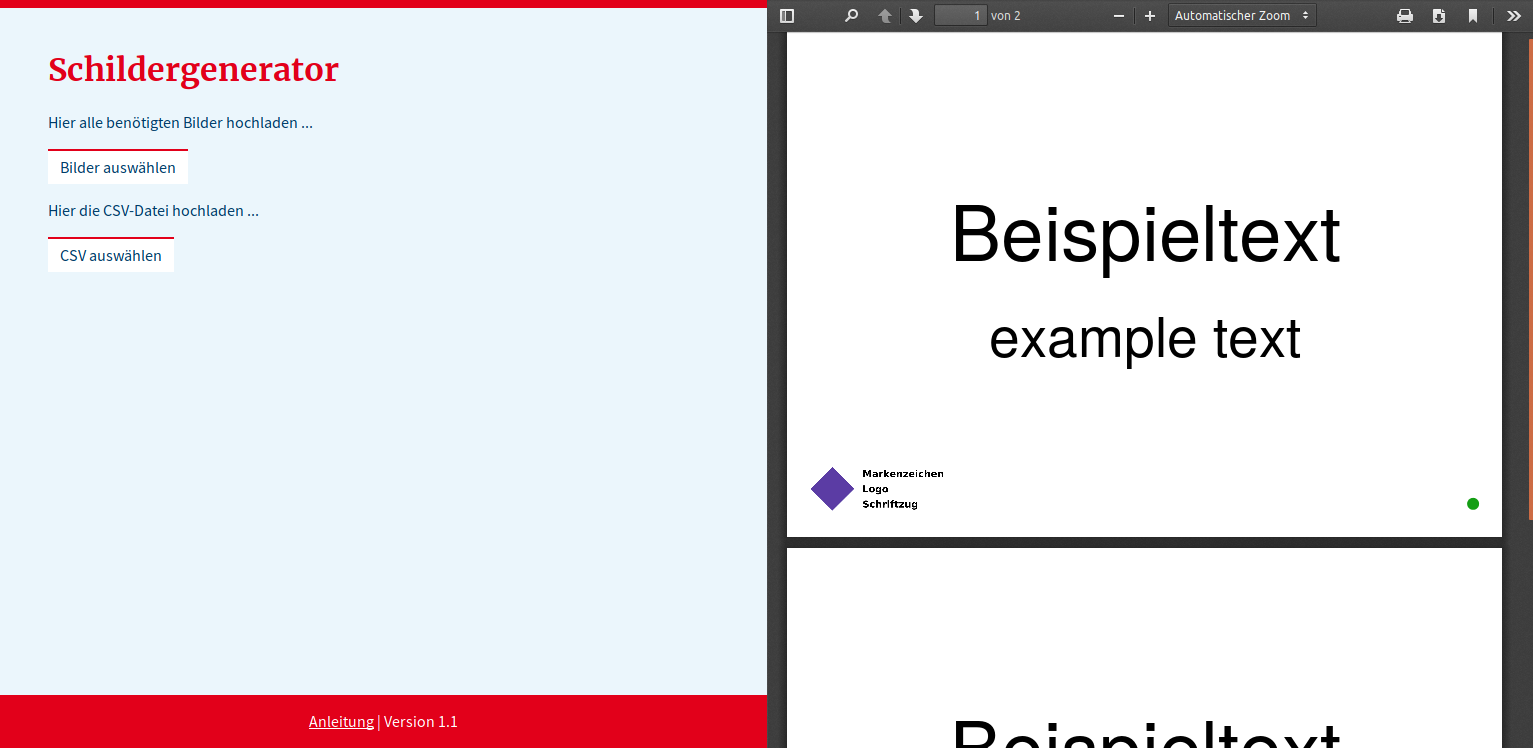 Schildergenerator
Hier alle benötigten Bilder hochladen ...
Bilder auswählen
Hier die CSV-Datei hochladen ...
CSV auswählen
Anleitung | Version 1.1
1 von 2
Automatischer Zoom
Beispieltext
example text
Markenzeichen
Logo
Schriftzug
Beispieltext